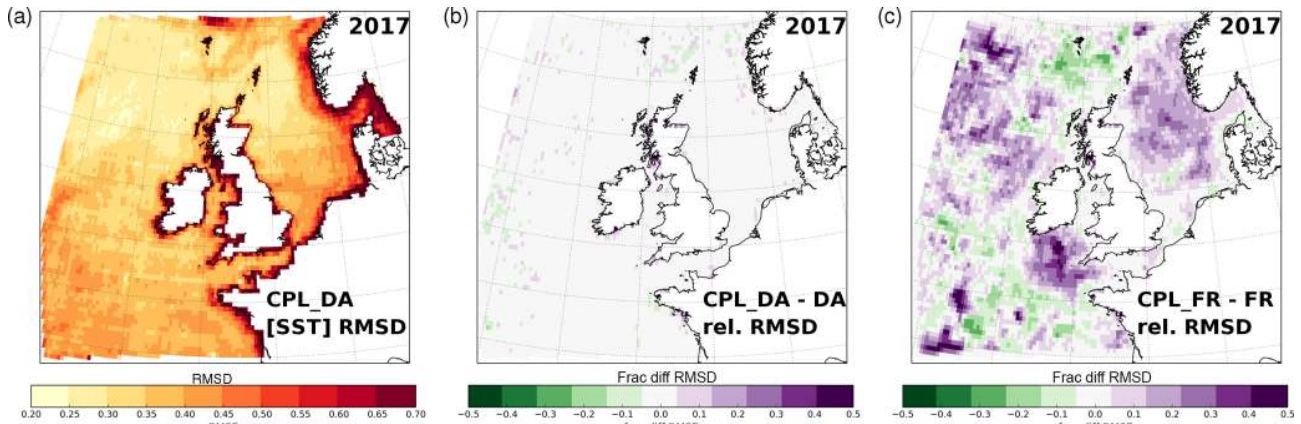 (a)
2017
CPL_DA
[SST] RMSD
RMSD
0.20 0.25 0.30 0.35 0.40 0.45 0.50 0.55 0.60 0.65 0.70
(b)
2017
CPL_DA - DA
rel. RMSD
Frac diff RMSD
−0.5 −0.4 −0.3 −0.2 −0.1 0.0 0.1 0.2 0.3 0.4 0.5
(c)
2017
CPL_FR - FR
rel. RMSD
Frac diff RMSD
−0.5 −0.4 −0.3 −0.2 −0.1 0.0 0.1 0.2 0.3 0.4 0.5